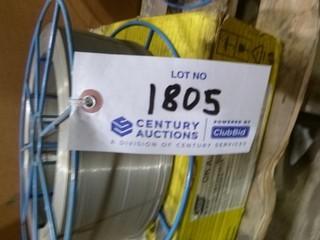 LOT NO
1805
CENTURY
AUCTIONS
POWERED BY
ClubBid
A DIVISION OF CENTURY SERVICES